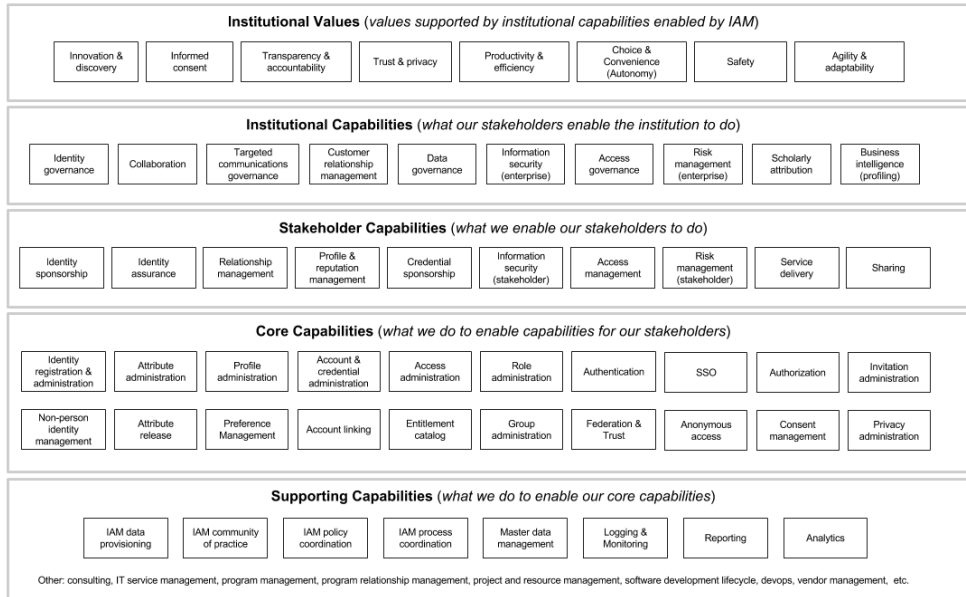 Institutional Values (values supported by institutional capabilities enabled by IAM)
Innovation & discovery
Informed consent
Transparency & accountability
Trust & privacy
Productivity & efficiency
Choice & Convenience (Autonomy)
Safety
Agility & adaptability
Institutional Capabilities (what our stakeholders enable the institution to do)
Identity governance
Collaboration
Targeted communications governance
Customer relationship management
Data governance
Information security (enterprise)
Access governance
Risk management (enterprise)
Scholarly attribution
Business intelligence (profiling)
Stakeholder Capabilities (what we enable our stakeholders to do)
Identity sponsorship
Identity assurance
Relationship management
Profile & reputation management
Credential sponsorship
Information security (stakeholder)
Access management
Risk management (stakeholder)
Service delivery
Sharing
Core Capabilities (what we do to enable capabilities for our stakeholders)
Identity registration & administration
Attribute administration
Profile administration
Account & credential administration
Access administration
Role administration
Authentication
SSO
Authorization
Invitation administration
Non-person identity management
Attribute release
Preference Management
Account linking
Entitlement catalog
Group administration
Federation & Trust
Anonymous access
Consent management
Privacy administration
Supporting Capabilities (what we do to enable our core capabilities)
IAM data provisioning
IAM community of practice
IAM policy coordination
IAM process coordination
Master data management
Logging & Monitoring
Reporting
Analytics
Other: consulting, IT service management, program management, program relationship management, project and resource management, software development lifecycle, devops, vendor management, etc.